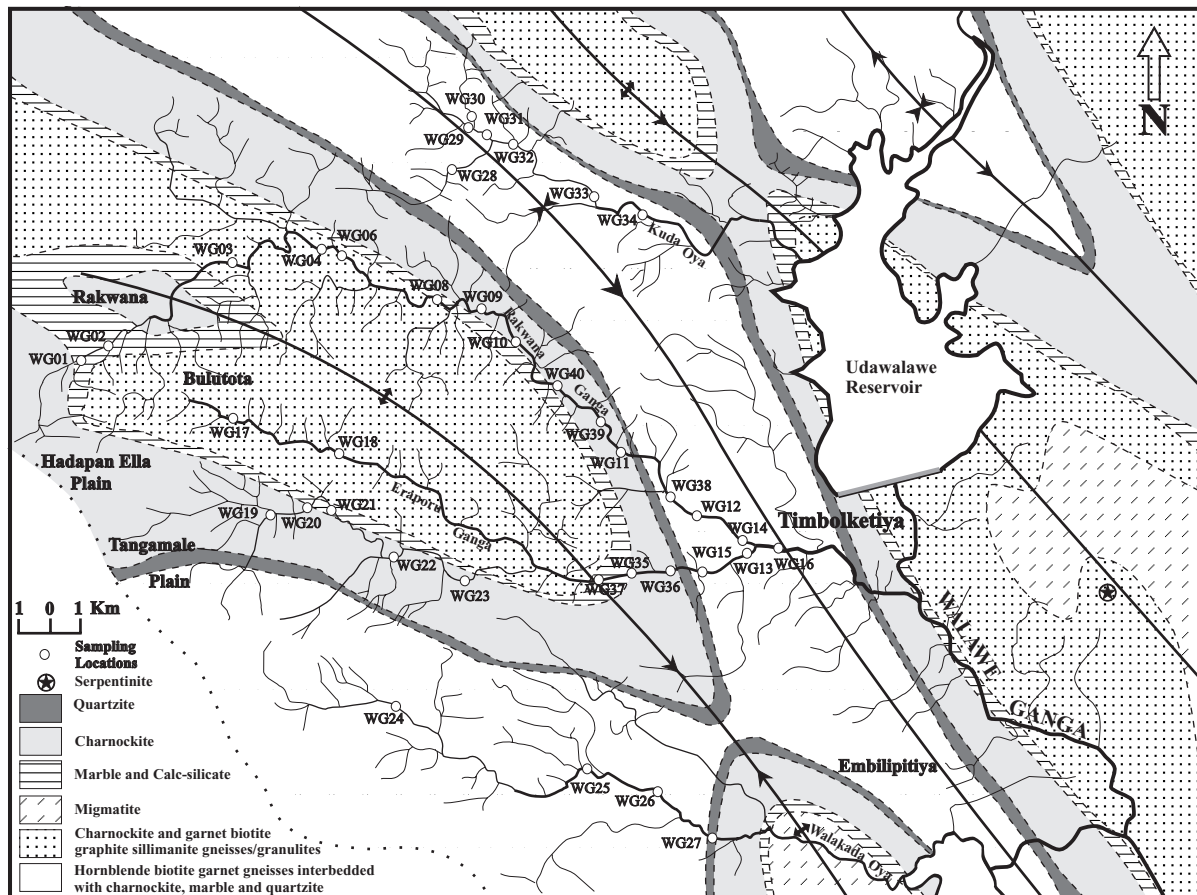 N
WG30
WG31
WG29
WG32
WG28
WG33
WG34
Kuda Oya
WG06
WG03
WG04
WG08
WG09
Rakwana
WG10
Rakwana
Ganga
WG02
WG01
WG40
Bulutota
WG39
WG11
Udawalawe
Reservoir
WG17
WG18
Hadapan Ella
Plain
Eraporu
Ganga
WG38
WG12
WG14
Timbolketiya
WG19
WG20
WG21
Tangamale
Plain
WG22
WG23
WG35
WG37
WG36
WG15
WG13
WG16
WALAWE
GANGA
1 0 1 Km
Sampling
Locations
Serpentinite
Quartzite
Charnockite
Marble and Calc-silicate
Migmatite
Charnockite and garnet biotite
graphite sillimanite gneisses/granulites
Hornblende biotite garnet gneisses interbedded
with charnockite, marble and quartzite
WG24
WG25
WG26
WG27
Embilipitiya
Walakada Oya